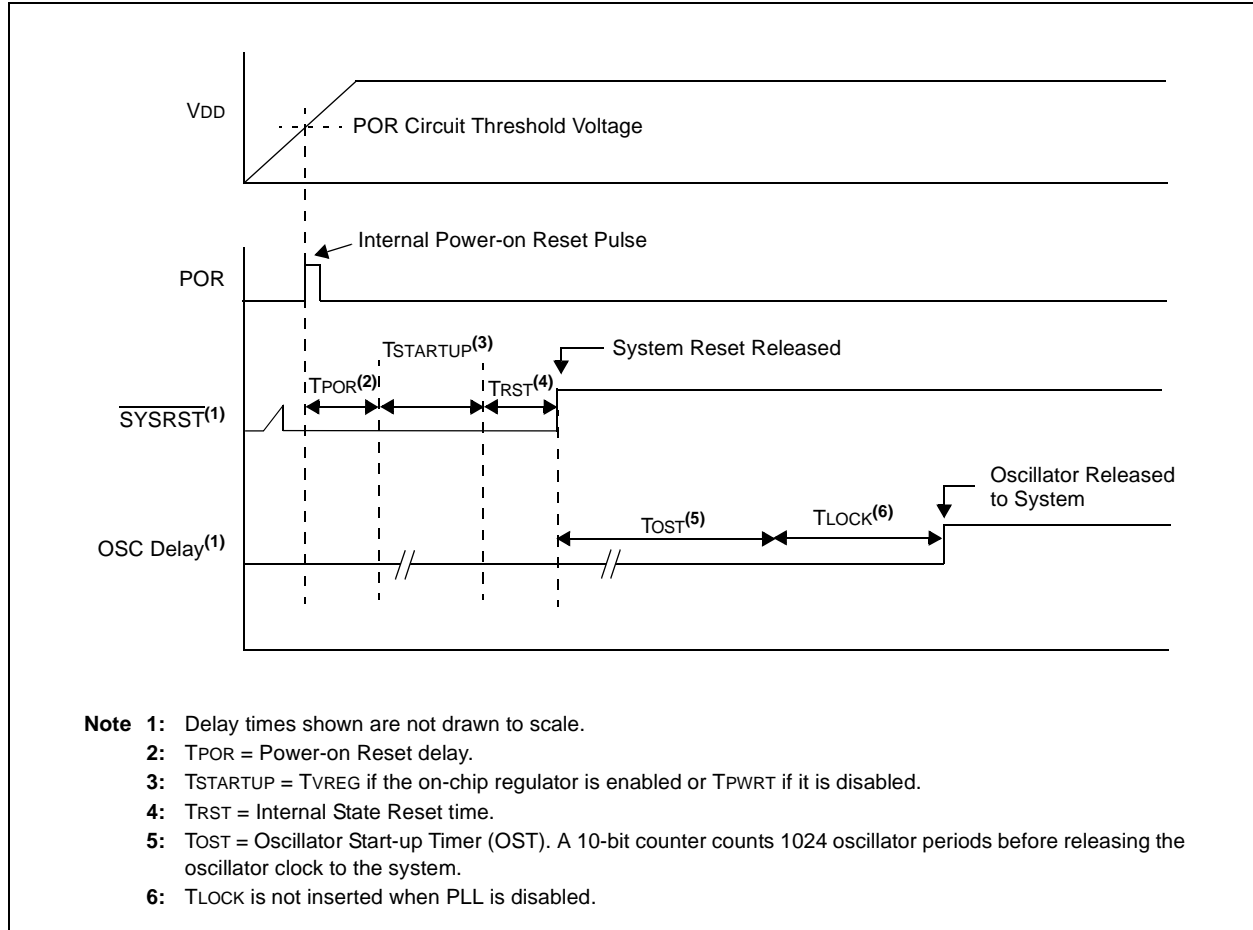 VDD
POR Circuit Threshold Voltage
Internal Power-on Reset Pulse
POR
TSTARTUP(3)
System Reset Released
TPOR(2)
TRST(4)
SYSRST(1)
Oscillator Released
to System
TOST(5)
TLOCK(6)
OSC Delay(1)
Note 1: Delay times shown are not drawn to scale.
2: TPOR = Power-on Reset delay.
3: TSTARTUP = TVREG if the on-chip regulator is enabled or TPWRT if it is disabled.
4: TRST = Internal State Reset time.
5: TOST = Oscillator Start-up Timer (OST). A 10-bit counter counts 1024 oscillator periods before releasing the
oscillator clock to the system.
6: TLOCK is not inserted when PLL is disabled.